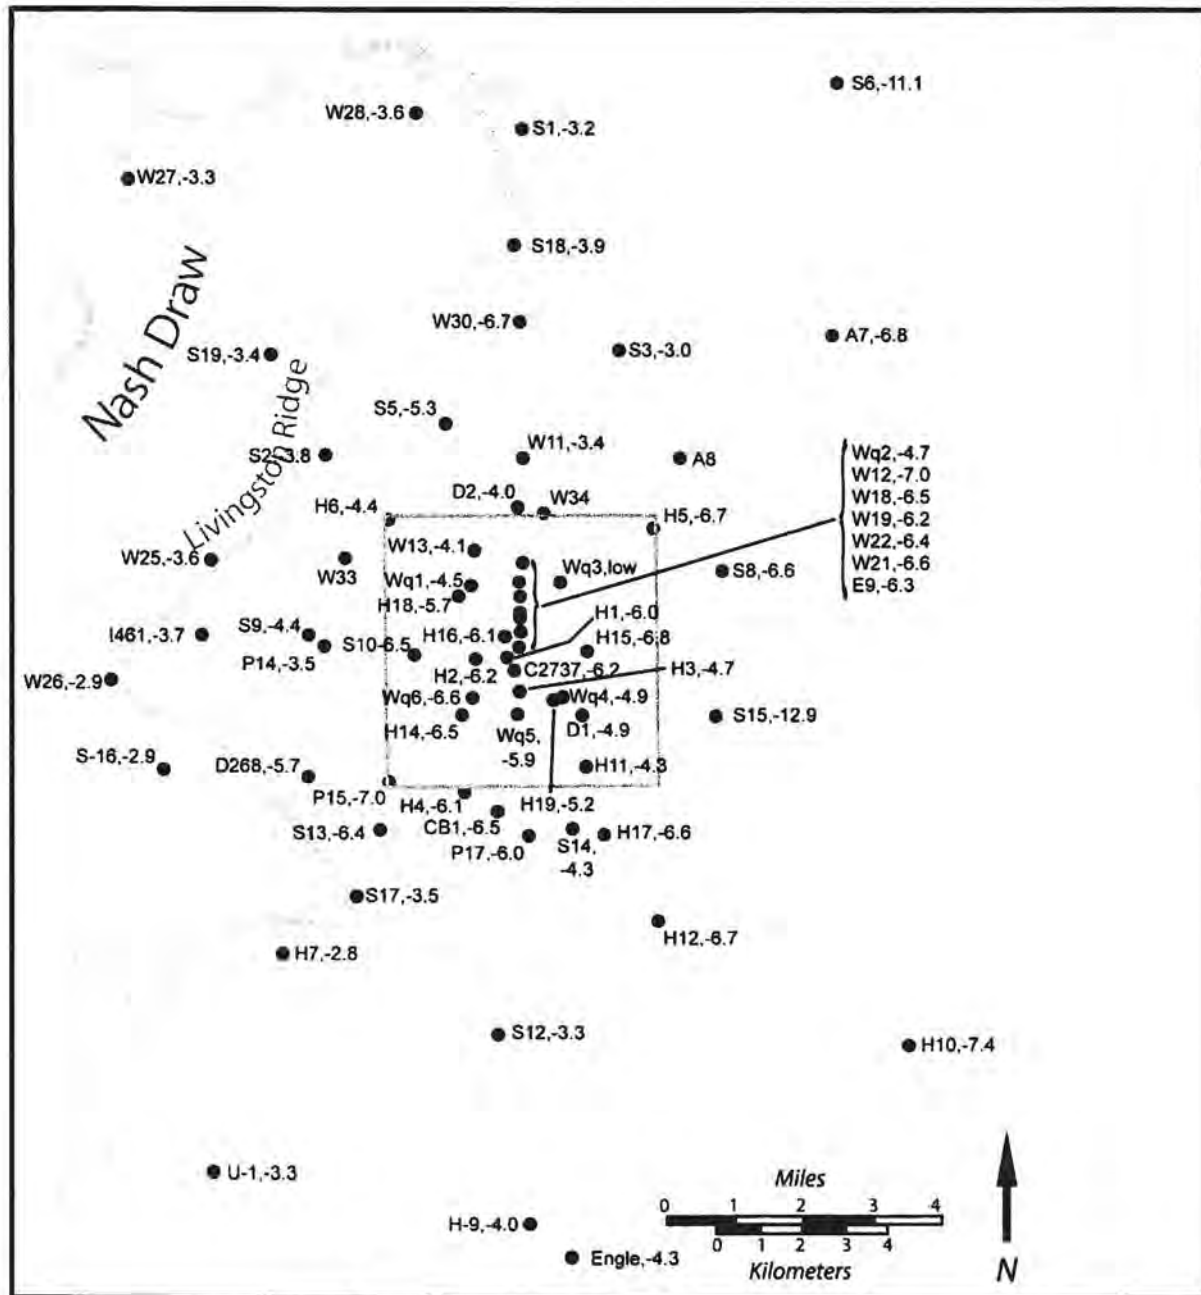 S6,-11.1
W28,-3.6
S1,-3.2
W27,-3.3
S18,-3.9
Nash Draw
W30,-6.7
A7,-6.8
S19,-3.4
S3,-3.0
Livingston Ridge
S5,-5.3
W11,-3.4
S2,-3.8
A8
Wq2,-4.7
W12,-7.0
W18,-6.5
W19,-6.2
W22,-6.4
W21,-6.6
E9,-6.3
D2,-4.0
W34
H6,-4.4
H5,-6.7
W13,-4.1
W25,-3.6
W33
Wq1,-4.5
Wq3,low
S8,-6.6
H18,-5.7
H1,-6.0
I461,-3.7
S9,-4.4
H16,-6.1
H15,-6.8
P14,-3.5
S10-6.5
H2,-6.2
C2737,-6.2
H3,-4.7
W26,-2.9
Wq6,-6.6
Wq4,-4.9
H14,-6.5
Wq5,
-5.9
D1,-4.9
S15,-12.9
S-16,-2.9
D268,-5.7
H11,-4.3
P15,-7.0
H4,-6.1
H19,-5.2
S13,-6.4
CB1,-6.5
P17,-6.0
S14,
-4.3
H17,-6.6
S17,-3.5
H12,-6.7
H7,-2.8
S12,-3.3
H10,-7.4
U-1,-3.3
H-9,-4.0
Engle,-4.3
Miles
0 1 2 3 4
0 1 2 3 4
Kilometers
N